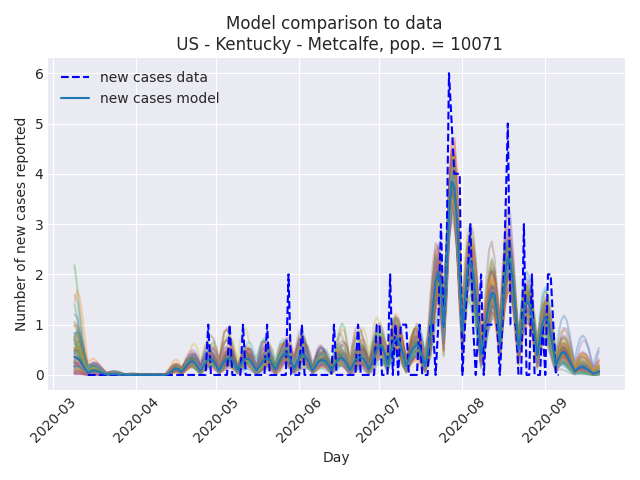 Model comparison to data
US - Kentucky - Metcalfe, pop. = 10071
6
5
4
3
2
1
0
Number of new cases reported
new cases data
new cases model
2020-03
2020-04
2020-05
2020-06
2020-07
2020-08
2020-09
Day